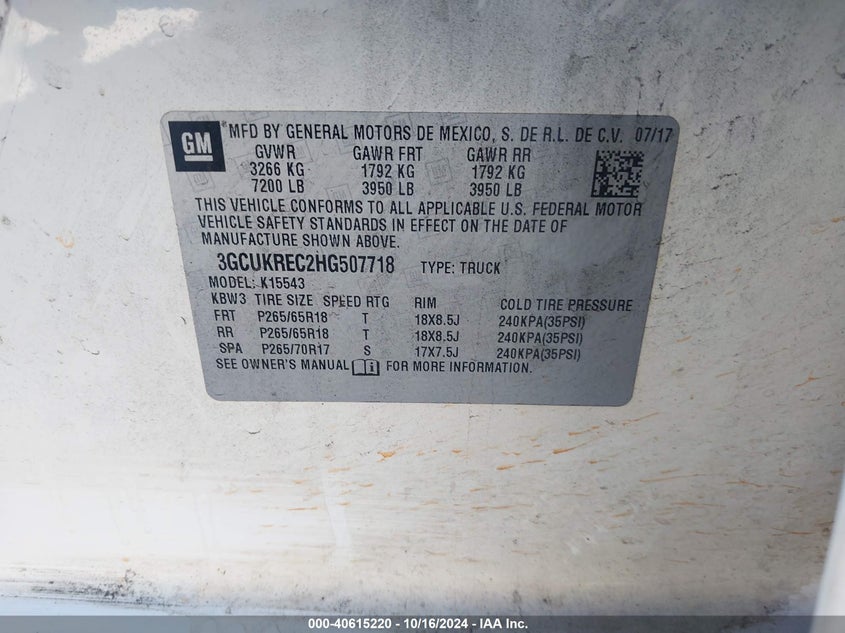 GM
MFD BY GENERAL MOTORS DE MEXICO, S. DE R.L. DE C.V. 07/17
GVWR GAWR FRT GAWR RR
3266 KG 1792 KG 1792 KG
7200 LB 3950 LB 3950 LB
THIS VEHICLE CONFORMS TO ALL APPLICABLE U.S. FEDERAL MOTOR
VEHICLE SAFETY STANDARDS IN EFFECT ON THE DATE OF
MANUFACTURE SHOWN ABOVE.
3GCUKREC2HG507718 TYPE: TRUCK
MODEL: K15543
KBW3 TIRE SIZE SPEED RTG RIM COLD TIRE PRESSURE
FRT P265/65R18 T 18X8.5J 240KPA(35PSI)
RR P265/65R18 T 18X8.5J 240KPA(35PSI)
SPA P265/70R17 S 17X7.5J 240KPA(35PSI)
SEE OWNER'S MANUAL FOR MORE INFORMATION.
000-40615220 - 10/16/2024 - IAA Inc.